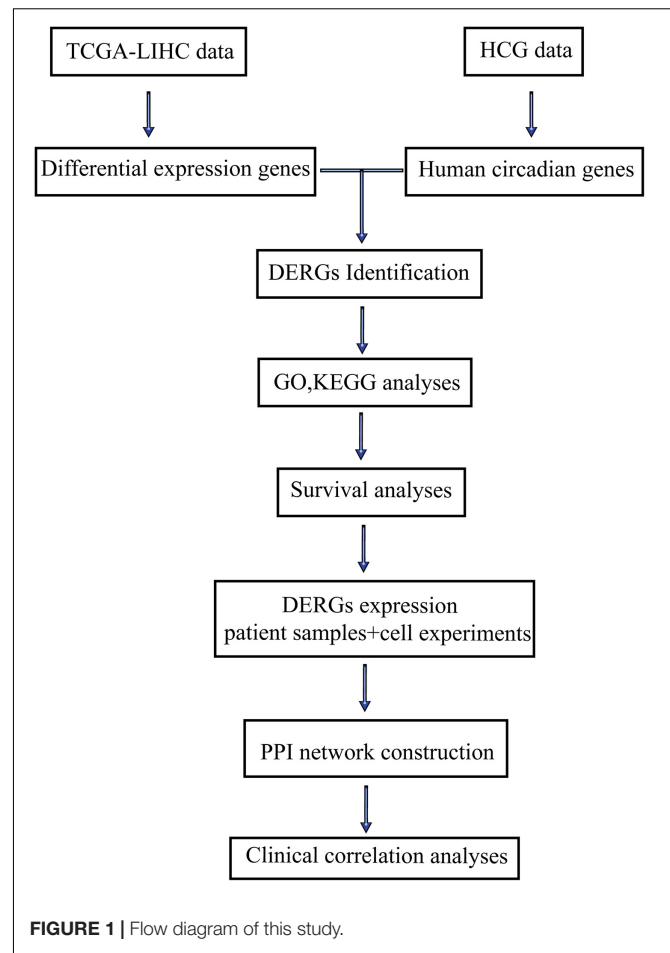 TCGA-LIHC data
HCG data
Differential expression genes
Human circadian genes
DERGs Identification
GO,KEGG analyses
Survival analyses
DERGs expression
patient samples+cell experiments
PPI network construction
Clinical correlation analyses
FIGURE 1 | Flow diagram of this study.